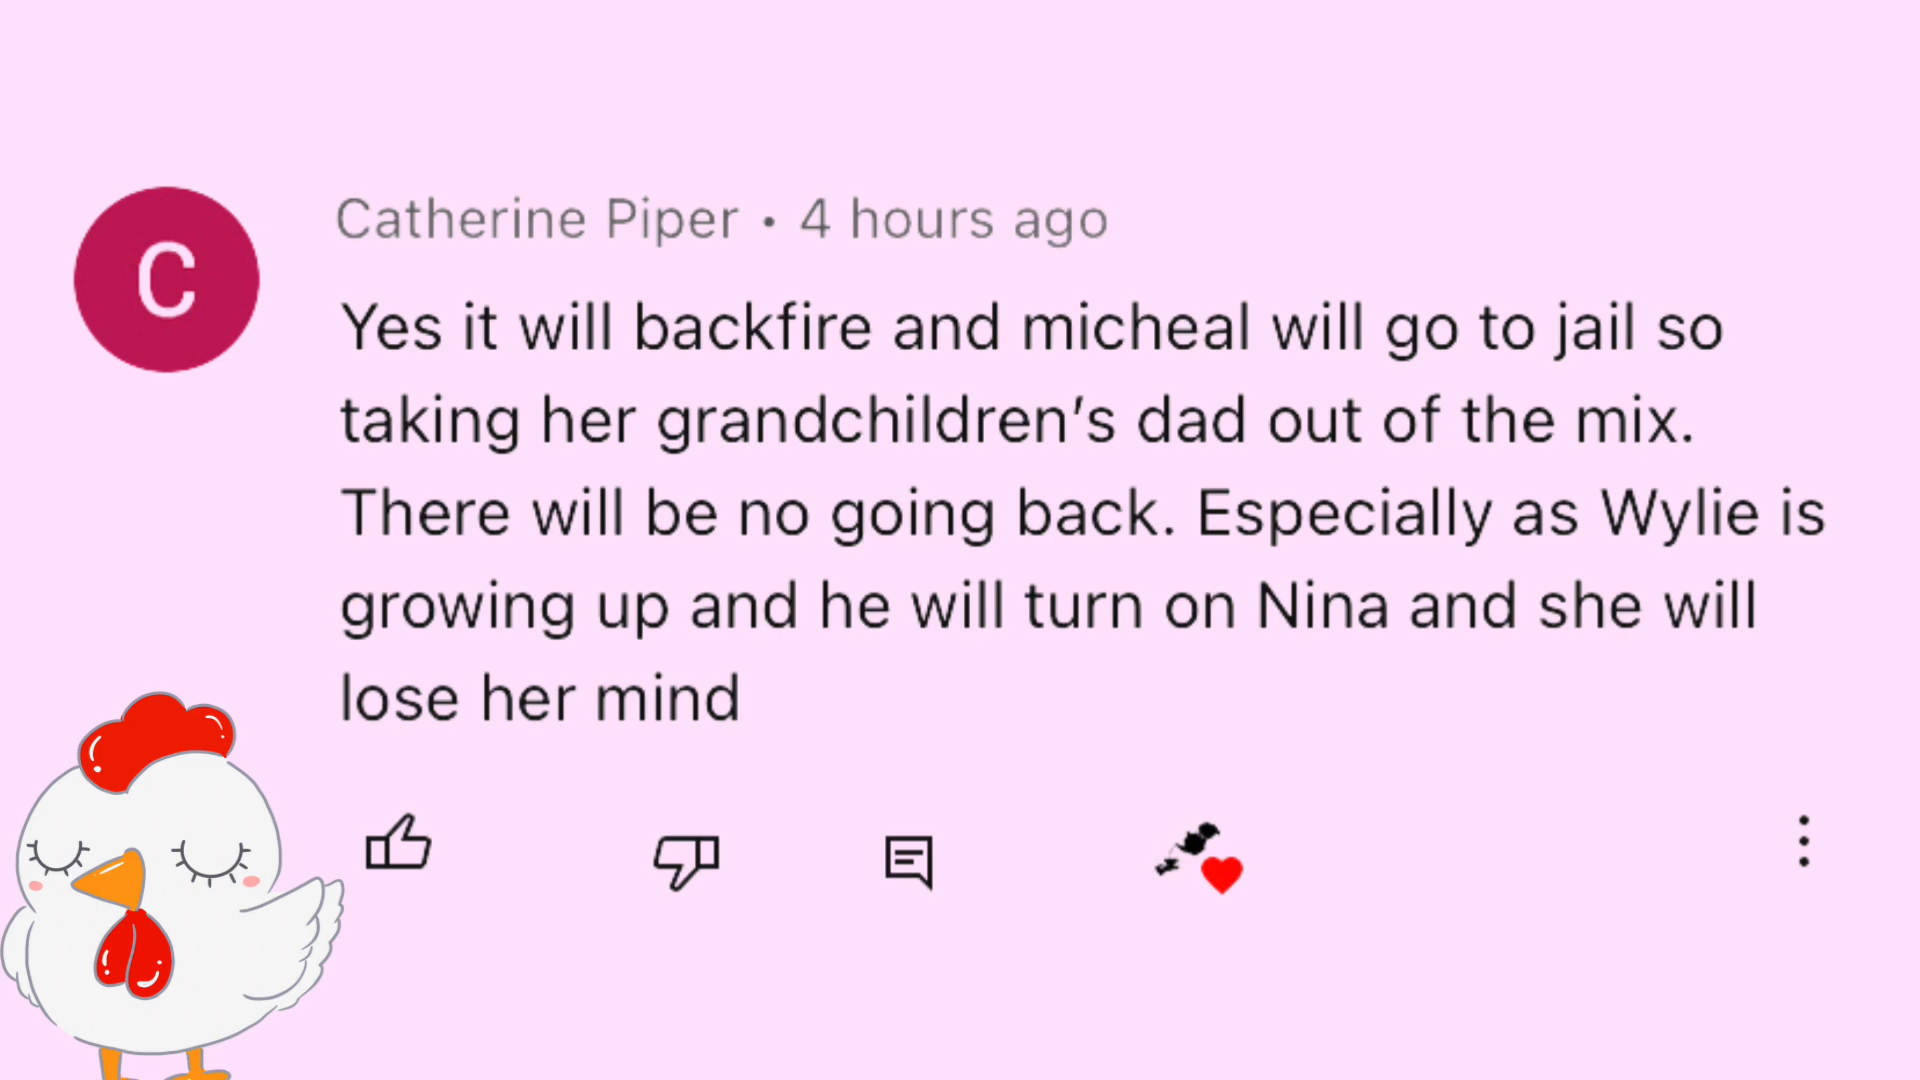 C
Catherine Piper • 4 hours ago
Yes it will backfire and micheal will go to jail so
taking her grandchildren’s dad out of the mix.
There will be no going back. Especially as Wylie is
growing up and he will turn on Nina and she will
lose her mind